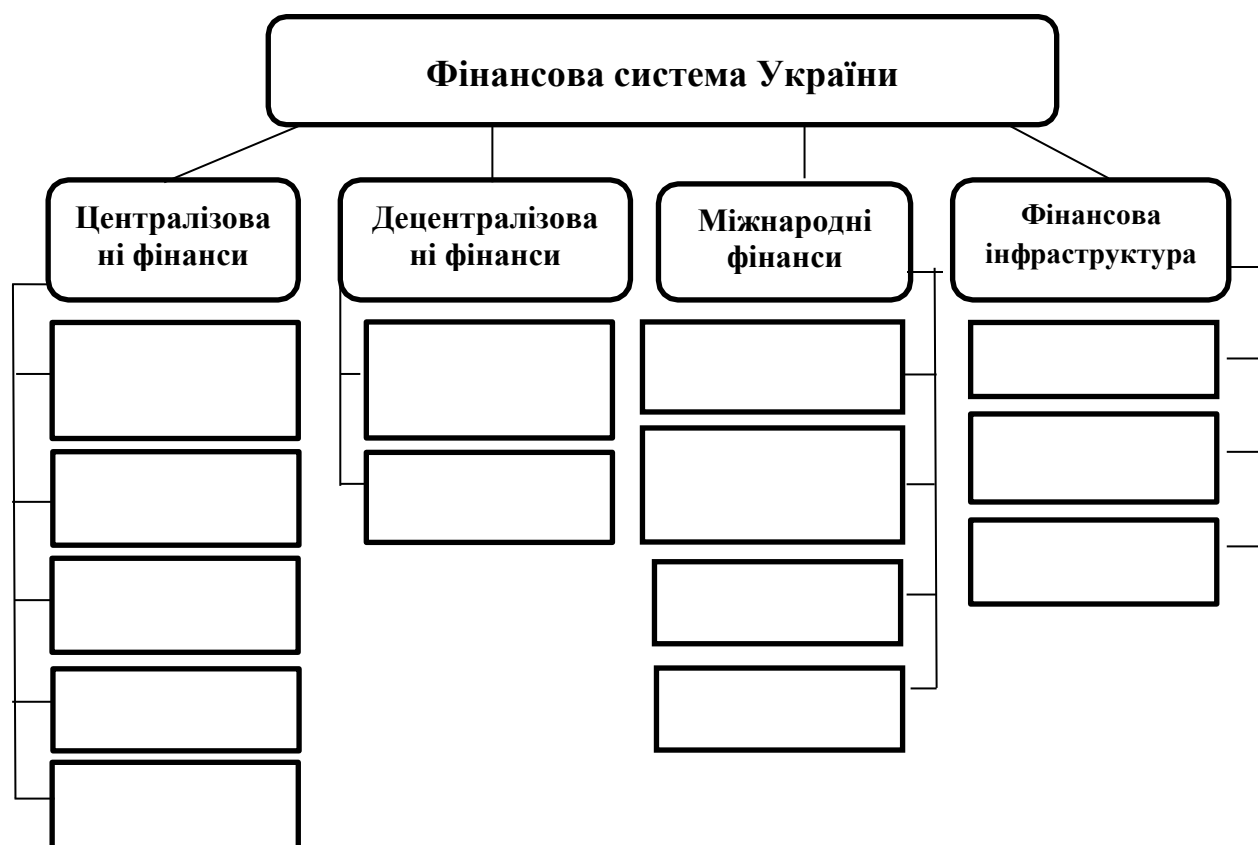 Фінансова система України
Централізова
ні фінанси
Децентралізова
ні фінанси
Міжнародні
фінанси
Фінансова
інфраструктура